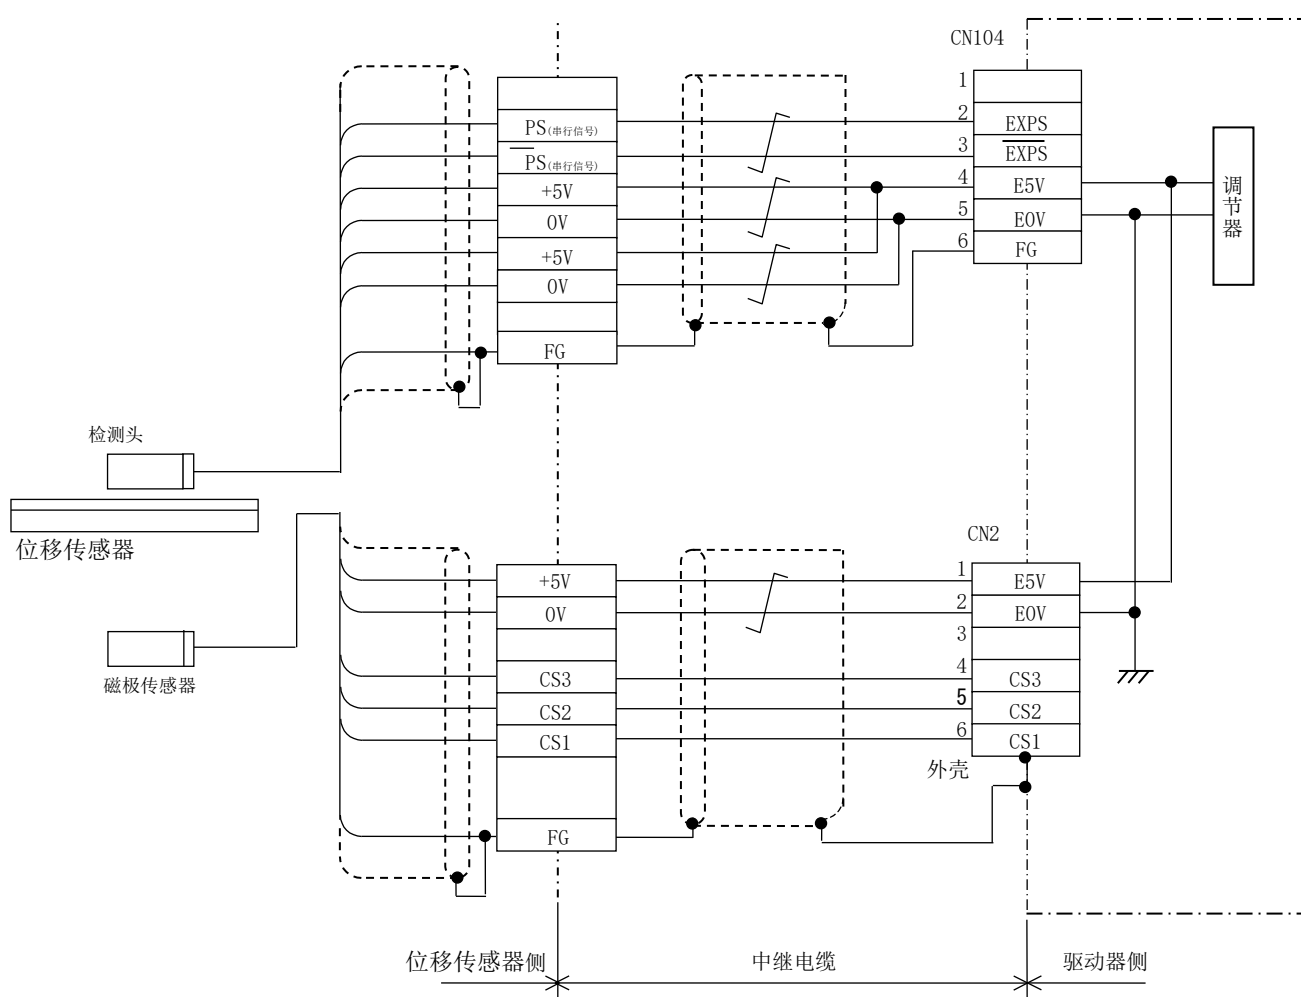 CN104
1
2
3
4
5
6
PS(串行信号)
PS(串行信号)
+5V
0V
+5V
0V
FG
EXPS
EXPS
E5V
E0V
FG
调节器
检测头
位移传感器
磁极传感器
CN2
1
2
3
4
5
6
外壳
+5V
0V
CS3
CS2
CS1
FG
E5V
E0V
CS3
CS2
CS1
位移传感器侧
中继电缆
驱动器侧